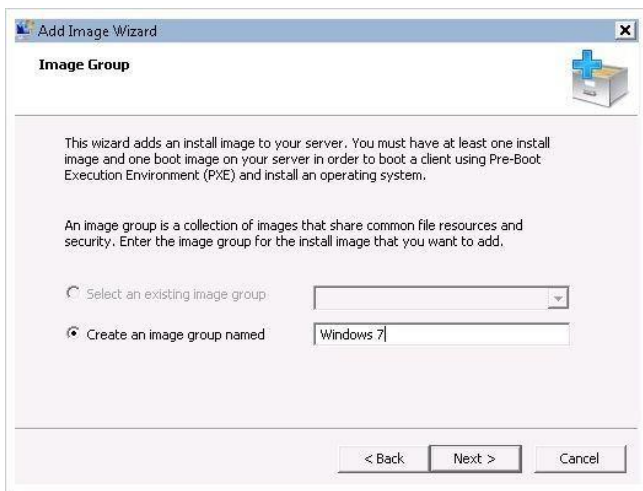 Add Image Wizard
Image Group
This wizard adds an install image to your server. You must have at least one install
image and one boot image on your server in order to boot a client using Pre-Boot
Execution Environment (PXE) and install an operating system.
An image group is a collection of images that share common file resources and
security. Enter the image group for the install image that you want to add.
Select an existing image group
Create an image group named
Windows 7
< Back
Next >
Cancel